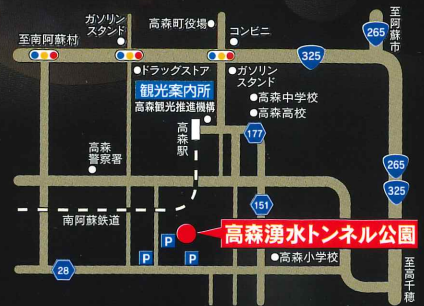 ガソリン
スタンド
高森町役場
コンビニ
至阿蘇市
265
至南阿蘇村
325
ドラッグストア
ガソリン
スタンド
観光案内所
高森観光推進機構
高森中学校
高森高校
高森駅
177
高森
警察署
265
325
151
南阿蘇鉄道
P
高森湧水トンネル公園
P
P
高森小学校
28
至高千穂